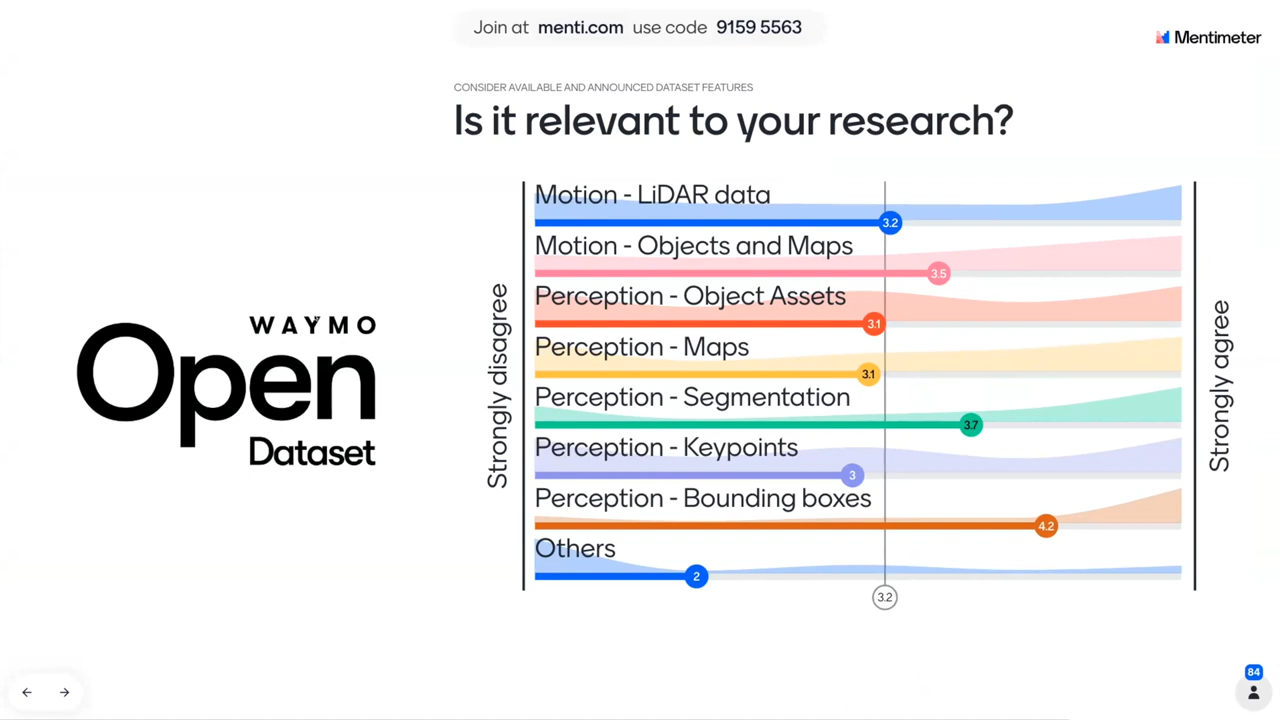 Join at menti.com use code 9159 5563
Mentimeter
CONSIDER AVAILABLE AND ANNOUNCED DATASET FEATURES
Is it relevant to your research?
WAYMO
Open
Dataset
Strongly disagree
Motion - LiDAR data
3.2
Motion - Objects and Maps
3.5
Perception - Object Assets
3.1
Perception - Maps
3.1
Perception - Segmentation
3.7
Perception - Keypoints
3
Perception - Bounding boxes
4.2
Others
2
3.2
Strongly agree
84